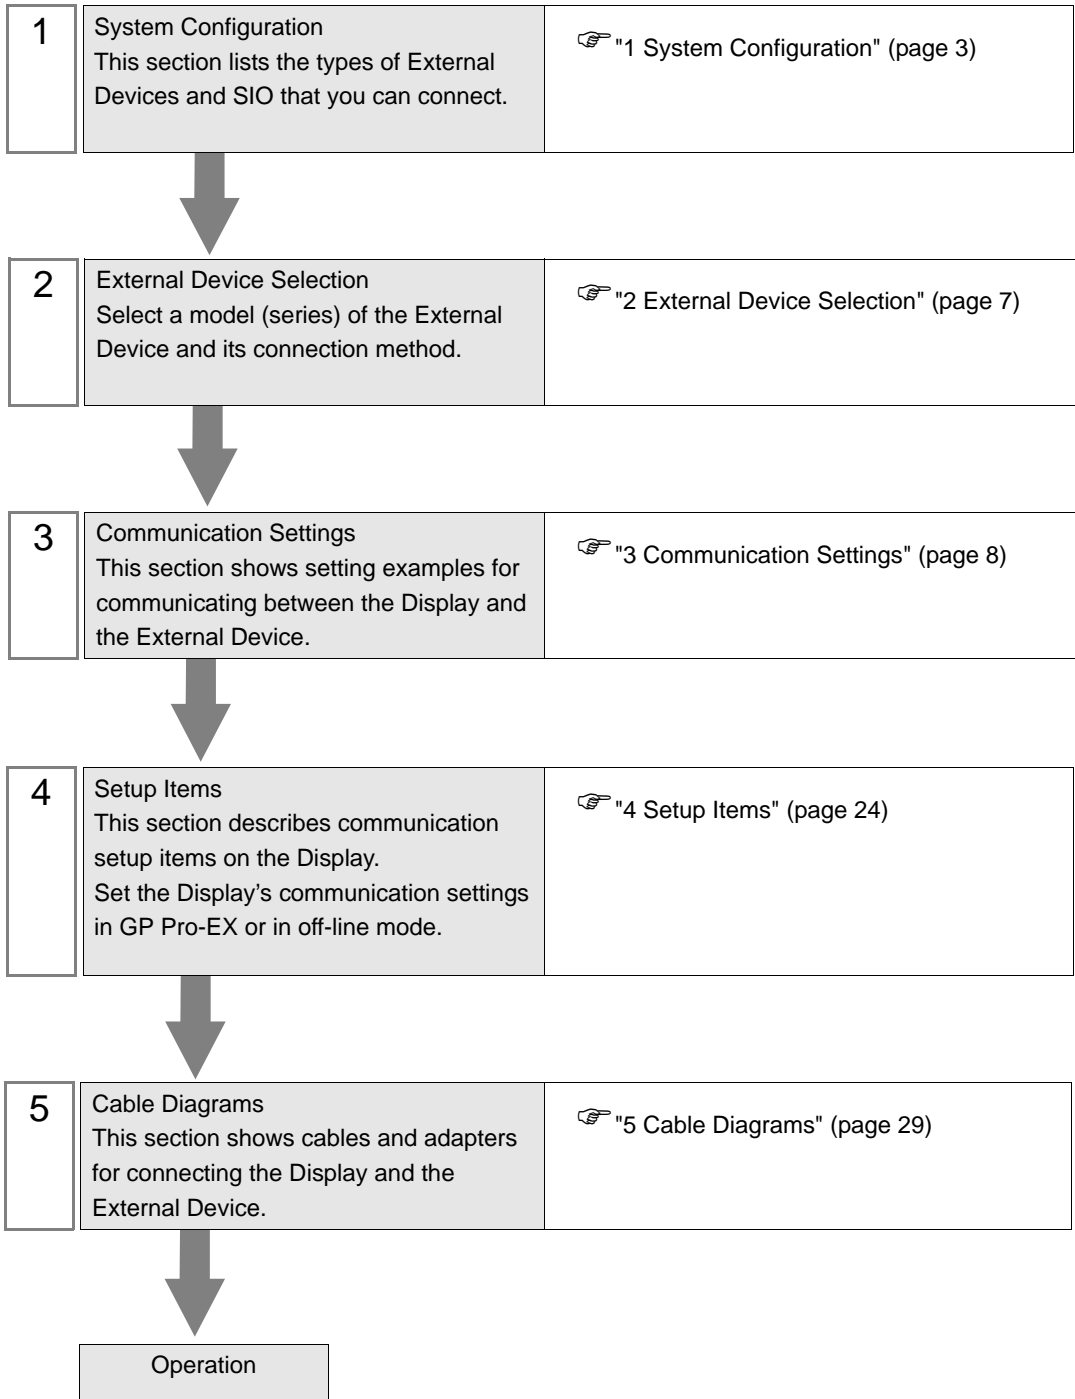 1
System Configuration
This section lists the types of External
Devices and SIO that you can connect.
"1 System Configuration" (page 3)
2
External Device Selection
Select a model (series) of the External
Device and its connection method.
"2 External Device Selection" (page 7)
3
Communication Settings
This section shows setting examples for
communicating between the Display and
the External Device.
"3 Communication Settings" (page 8)
4
Setup Items
This section describes communication
setup items on the Display.
Set the Display’s communication settings
in GP Pro-EX or in off-line mode.
"4 Setup Items" (page 24)
5
Cable Diagrams
This section shows cables and adapters
for connecting the Display and the
External Device.
"5 Cable Diagrams" (page 29)
Operation